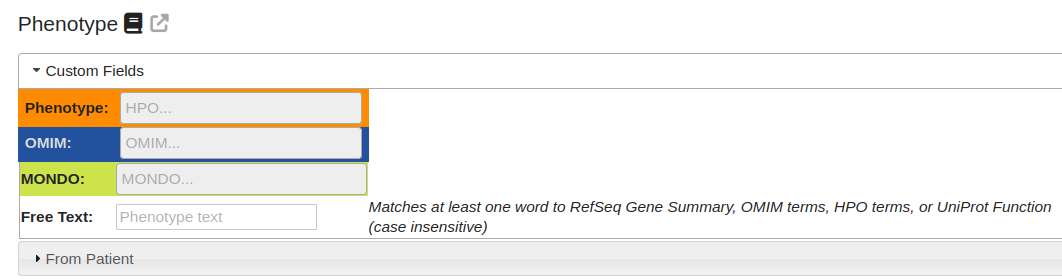 Phenotype
Custom Fields
Phenotype: HPO...
OMIM: OMIM...
MONDO: MONDO...
Free Text: Phenotype text
Matches at least one word to RefSeq Gene Summary, OMIM terms, HPO terms, or UniProt Function
(case insensitive)
From Patient